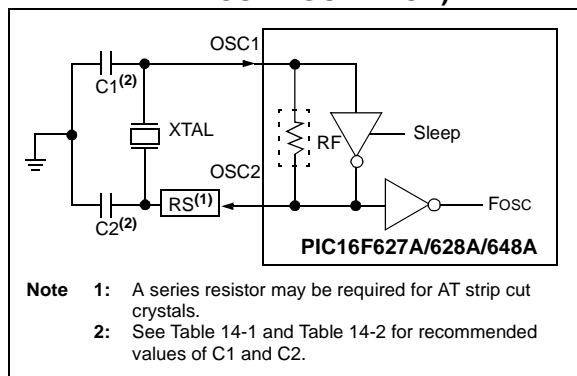 OSC1
C1(2)
XTAL
RF
Sleep
OSC2
RS(1)
C2(2)
FOSC
PIC16F627A/628A/648A
Note 1: A series resistor may be required for AT strip cut
crystals.
2: See Table 14-1 and Table 14-2 for recommended
values of C1 and C2.